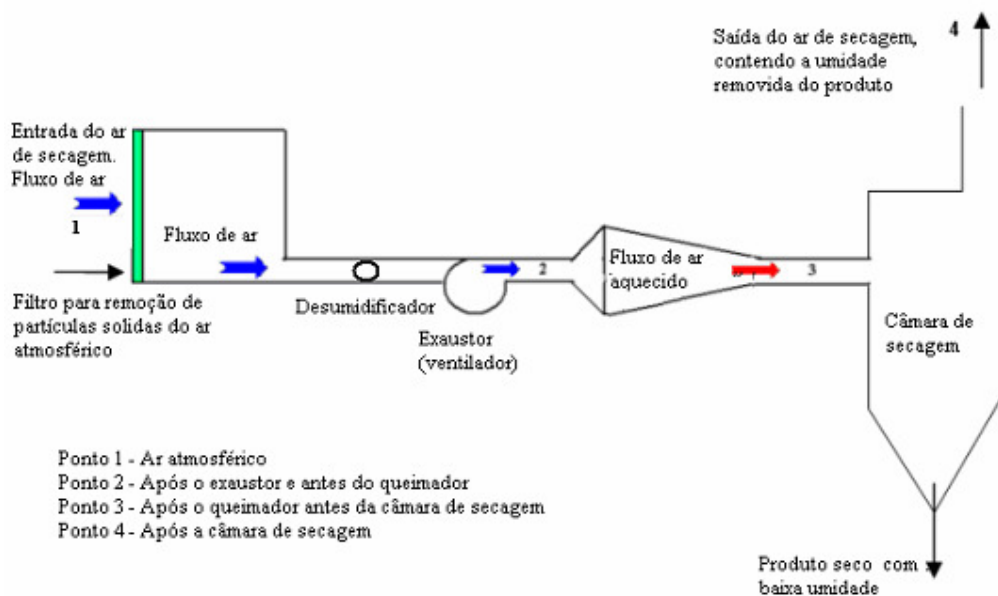 4
Saída do ar de secagem,
contendo a umidade
removida do produto
Entrada do ar
de secagem.
Fluxo de ar
1
Fluxo de ar
2
Fluxo de ar
aquecido
3
Desumidificador
Filtro para remoção de
partículas solidas do ar
atmosférico
Exaustor
(ventilador)
Câmara de
secagem
Ponto 1 - Ar atmosférico
Ponto 2 - Após o exaustor e antes do queimador
Ponto 3 - Após o queimador antes da câmara de secagem
Ponto 4 - Após a câmara de secagem
Produto seco com
baixa umidade